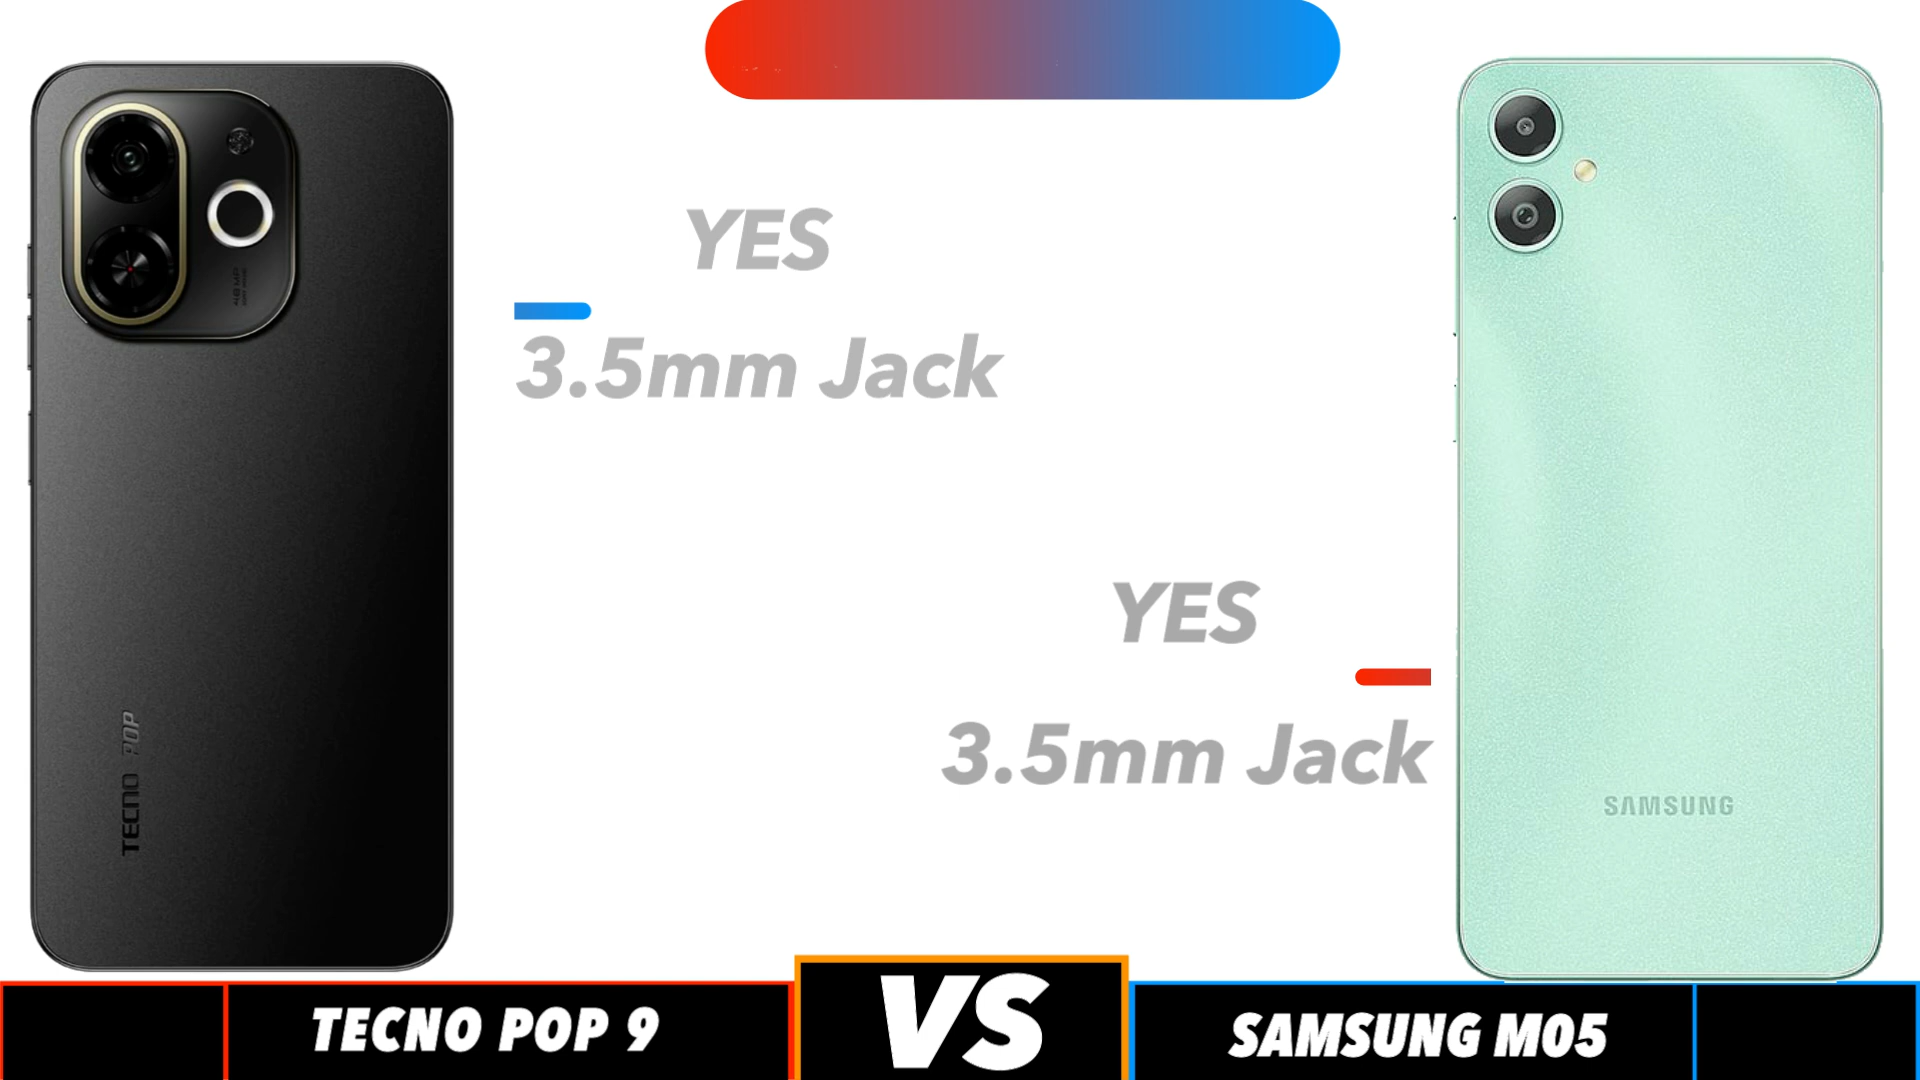 YES
3.5mm Jack
YES
3.5mm Jack
TECNO POP
SAMSUNG
TECNO POP 9
VS
SAMSUNG M05